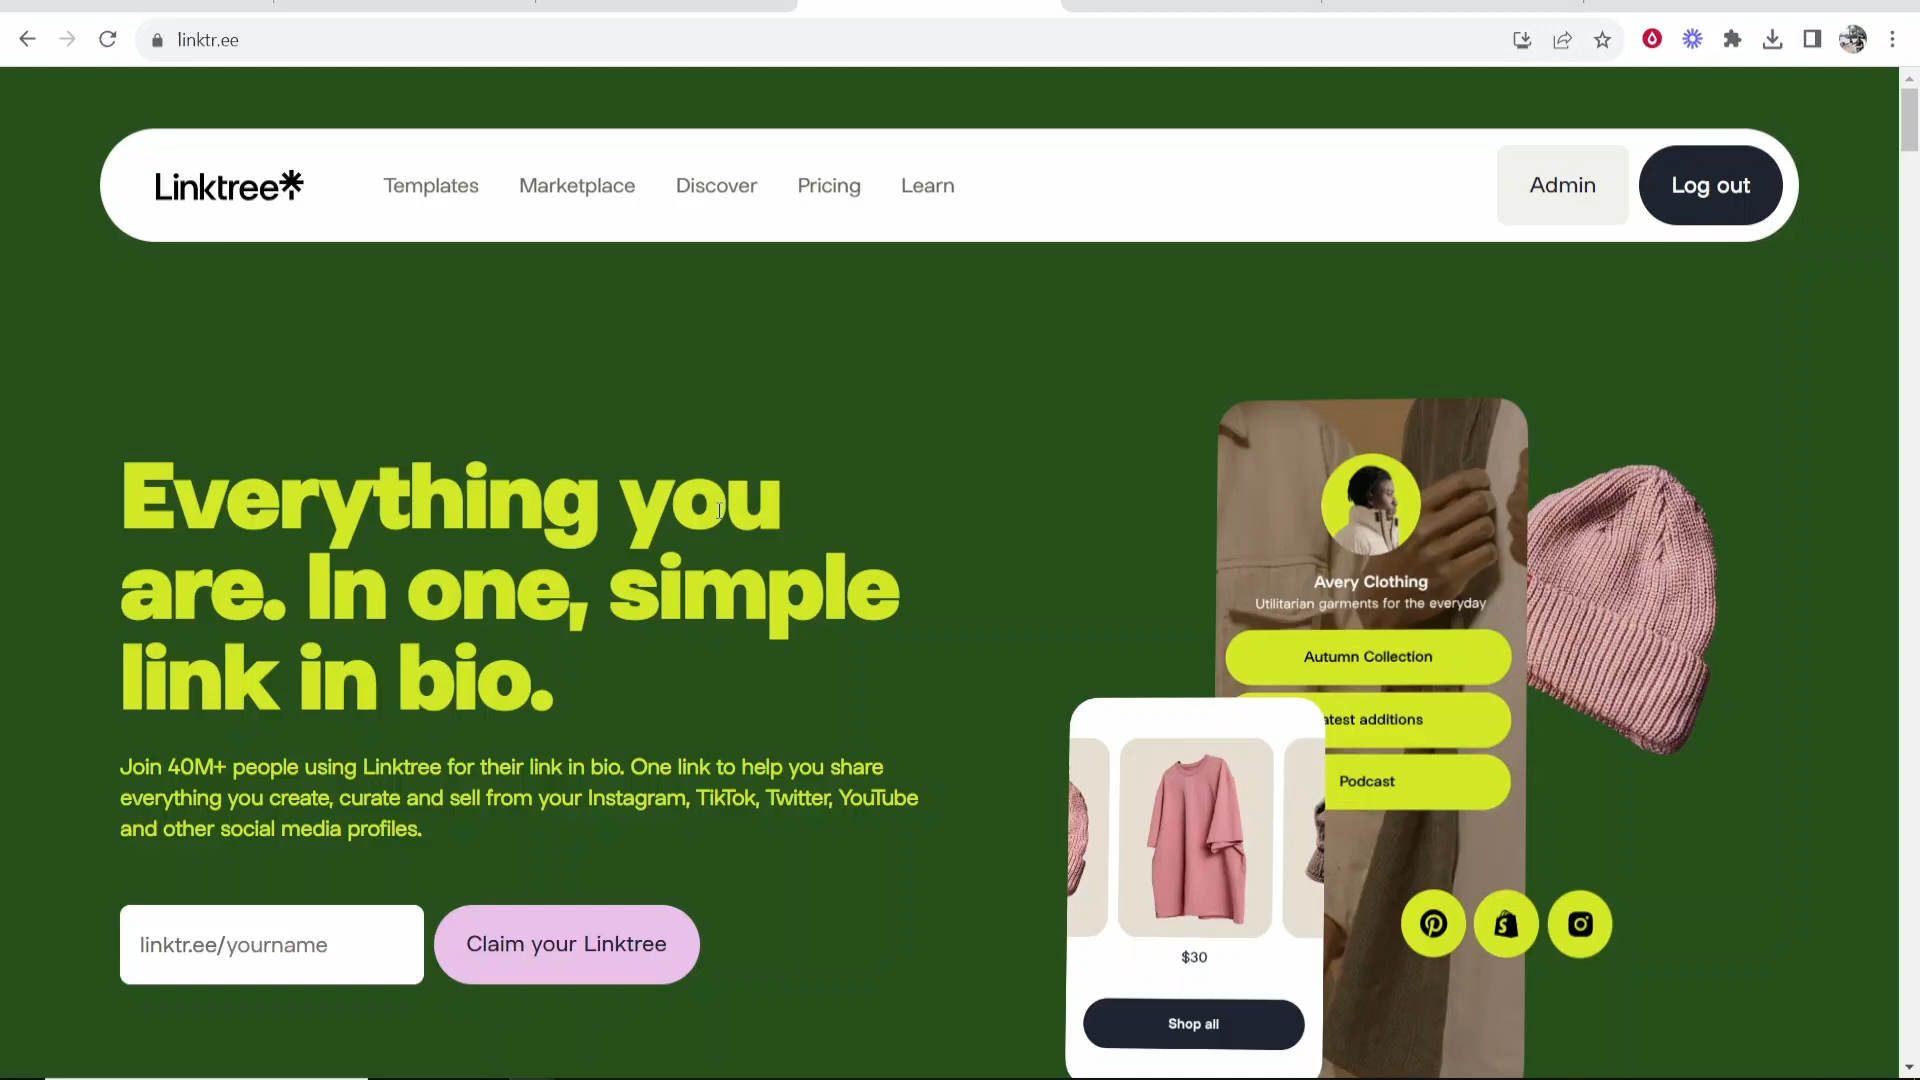 linktr.ee
Linktree
Templates
Marketplace
Discover
Pricing
Learn
Admin
Log out
Everything you
are. In one, simple
link in bio.
Join 40M+ people using Linktree for their link in bio. One link to help you share
everything you create, curate and sell from your Instagram, TikTok, Twitter, YouTube
and other social media profiles.
linktr.ee/yourname
Claim your Linktree
Avery Clothing
Utilitarian garments for the everyday
Autumn Collection
atest additions
Podcast
$30
Shop all